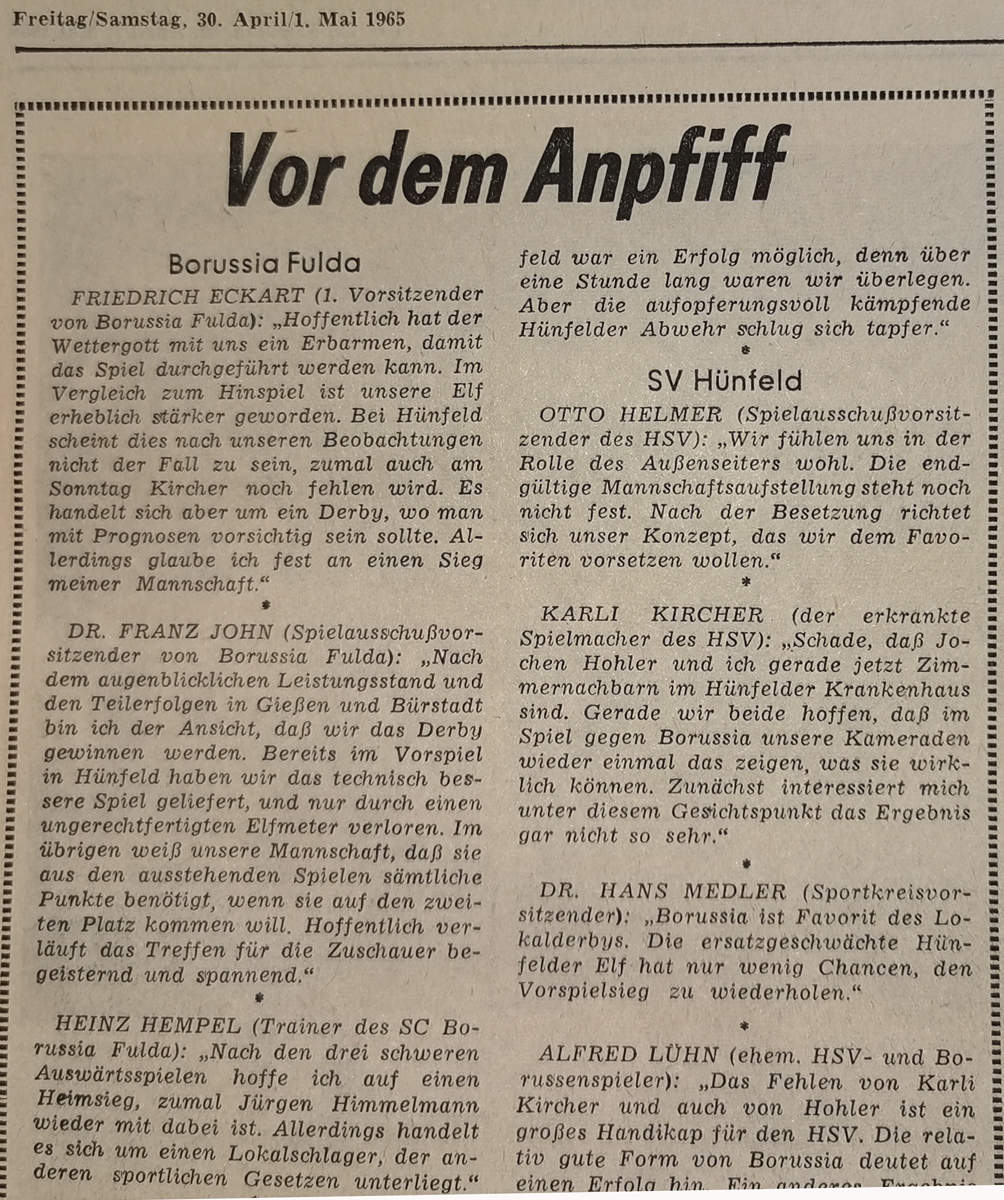 Freitag/Samstag, 30. April/1. Mai 1965
Vor dem Anpfiff
Borussia Fulda
FRIEDRICH ECKART (1. Vorsitzender
von Borussia Fulda): „Hoffentlich hat der
Wettergott mit uns ein Erbarmen, damit
das Spiel durchgeführt werden kann. Im
Vergleich zum Hinspiel ist unsere Elf
erheblich stärker geworden. Bei Hünfeld
scheint dies nach unseren Beobachtungen
nicht der Fall zu sein, zumal auch am
Sonntag Kircher noch fehlen wird. Es
handelt sich aber um ein Derby, wo man
mit Prognosen vorsichtig sein sollte. Al-
lerdings glaube ich fest an einen Sieg
meiner Mannschaft.“
*
DR. FRANZ JOHN (Spielausschußvor-
sitzender von Borussia Fulda): „Nach
dem augenblicklichen Leistungsstand und
den Teilerfolgen in Gießen und Bürstadt
bin ich der Ansicht, daß wir das Derby
gewinnen werden. Bereits im Vorspiel
in Hünfeld haben wir das technisch bes-
sere Spiel geliefert, und nur durch einen
ungerechtfertigten Elfmeter verloren. Im
übrigen weiß unsere Mannschaft, daß sie
aus den ausstehenden Spielen sämtliche
Punkte benötigt, wenn sie auf den zwei-
ten Platz kommen will. Hoffentlich ver-
läuft das Treffen für die Zuschauer be-
geisternd und spannend.“
*
HEINZ HEMPEL (Trainer des SC Bo-
russia Fulda): „Nach den drei schweren
Auswärtsspielen hoffe ich auf einen
Heimsieg, zumal Jürgen Himmelmann
wieder mit dabei ist. Allerdings handelt
es sich um einen Lokalschlager, der an-
deren sportlichen Gesetzen unterliegt.“
feld war ein Erfolg möglich, denn über
eine Stunde lang waren wir überlegen.
Aber die aufopferungsvoll kämpfende
Hünfelder Abwehr schlug sich tapfer.“
*
SV Hünfeld
OTTO HELMER (Spielausschußvorsit-
zender des HSV): „Wir fühlen uns in der
Rolle des Außenseiters wohl. Die end-
gültige Mannschaftsaufstellung steht noch
nicht fest. Nach der Besetzung richtet
sich unser Konzept, das wir dem Favo-
riten vorsetzen wollen.“
*
KARLI KIRCHER (der erkrankte
Spielmacher des HSV): „Schade, daß Jo-
chen Hohler und ich gerade jetzt Zim-
mernachbarn im Hünfelder Krankenhaus
sind. Gerade wir beide hoffen, daß im
Spiel gegen Borussia unsere Kameraden
wieder einmal das zeigen, was sie wirk-
lich können. Zunächst interessiert mich
unter diesem Gesichtspunkt das Ergebnis
gar nicht so sehr.“
*
DR. HANS MEDLER (Sportkreisvor-
sitzender): „Borussia ist Favorit des Lo-
kalderbys. Die ersatzgeschwächte Hün-
felder Elf hat nur wenig Chancen, den
Vorspielsieg zu wiederholen.“
*
ALFRED LÜHN (ehem. HSV- und Bo-
russenspieler): „Das Fehlen von Karli
Kircher und auch von Hohler ist ein
großes Handikap für den HSV. Die rela-
tiv gute Form von Borussia deutet auf
einen Erfolg hin. Ein anderes Ergebnis